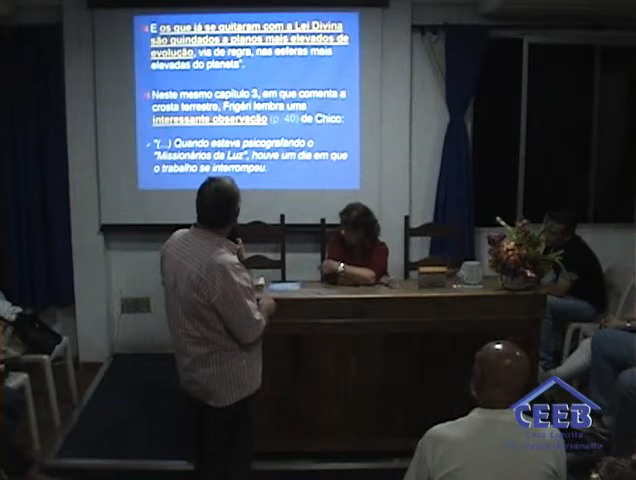 E os que já se quitaram com a Lei Divina
são guindados a planos mais elevados de
evolução, via de regra, nas esferas mais
elevadas do planeta".
Neste mesmo capítulo 3, em que comenta a
crosta terrestre, Frigéri lembra uma
interessante observação (p. 40) de Chico:
"(...) Quando estava psicografando o
"Missionários da Luz", houve um dia em que
o trabalho se interrompeu.
CEEB